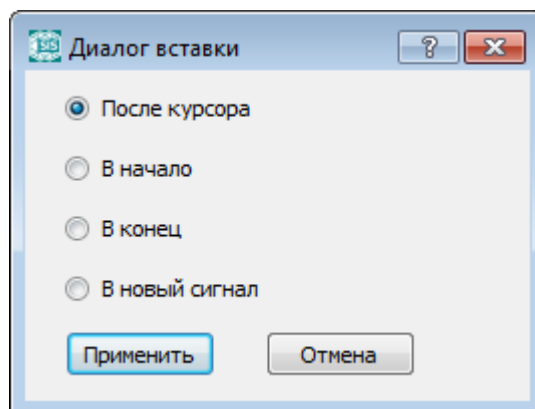 Диалог вставки
После курсора
В начало
В конец
В новый сигнал
Применить Отмена